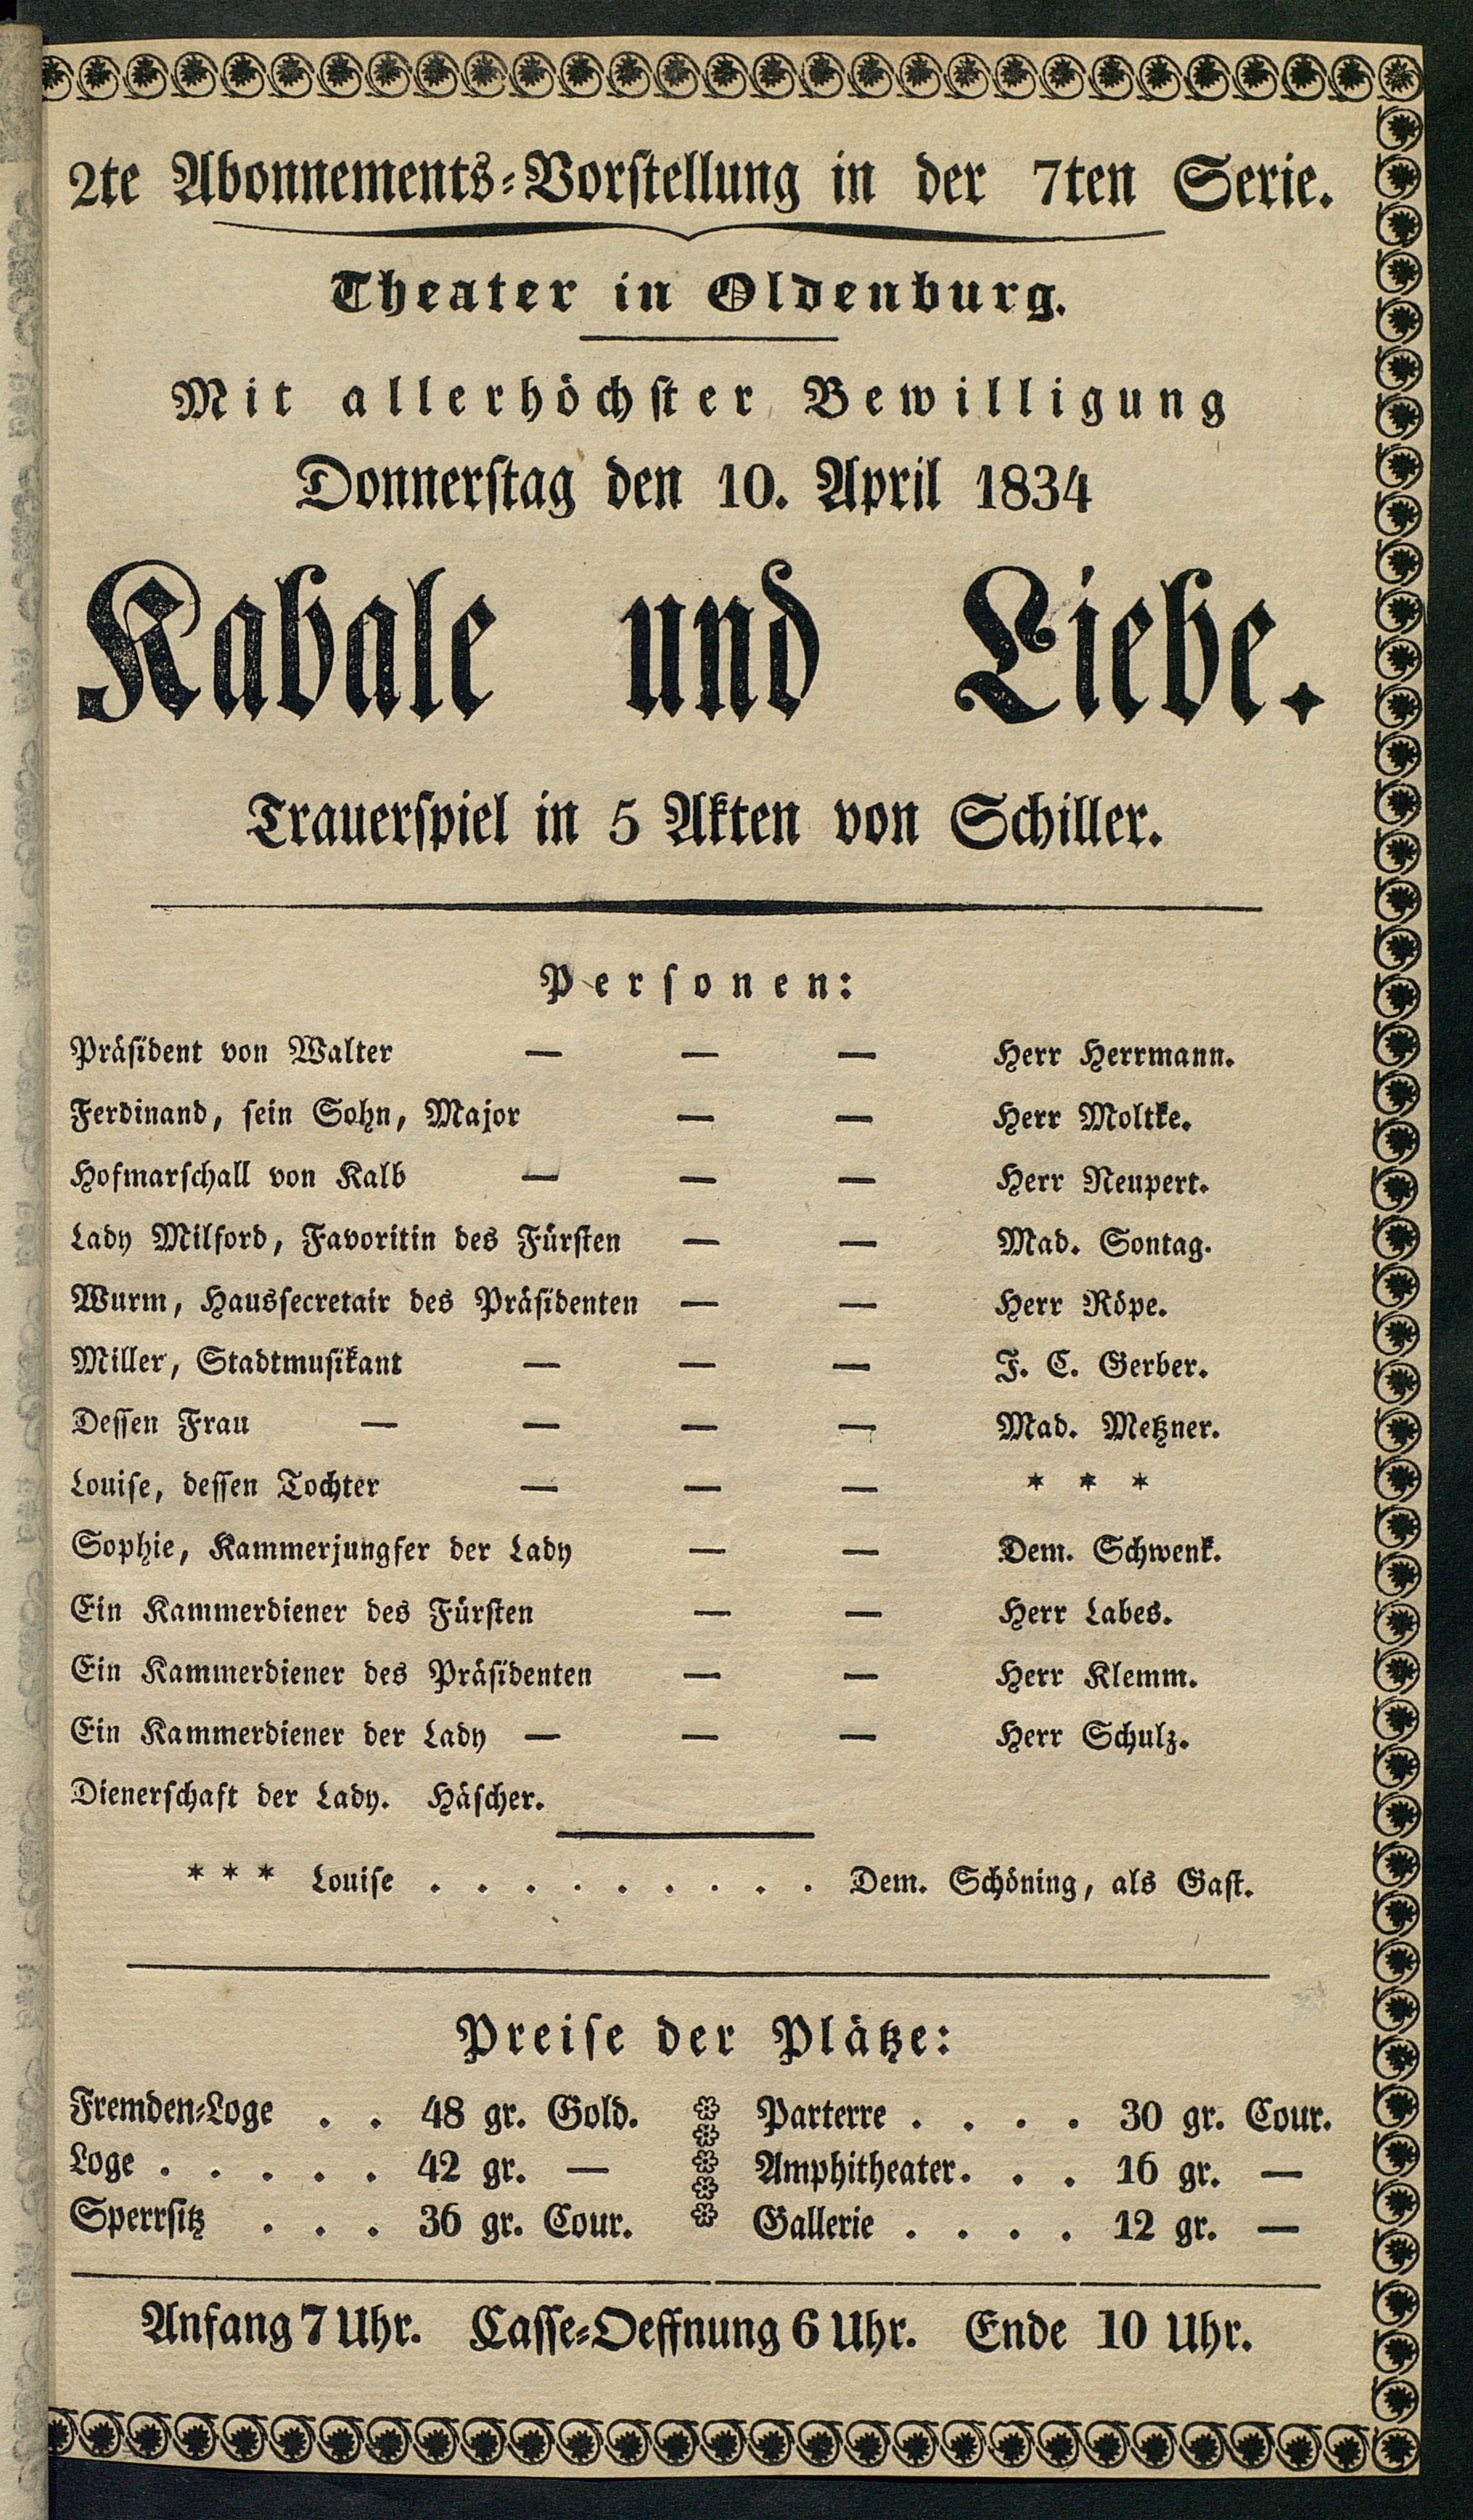 2te Abonnements-Vorstellung in der 7ten Serie.
Theater in Oldenburg.
Mit allerhöchster Bewilligung
Donnerstag den 10. April 1834
Kabale und Liebe.
Trauerspiel in 5 Akten von Schiller.
Personen:
Präsident von Walter — — — Herr Herrmann.
Ferdinand, sein Sohn, Major — — Herr Moltke.
Hofmarschall von Kalb — — — Herr Neupert.
Lady Milford, Favoritin des Fürsten — — Mad. Sontag.
Wurm, Haussecretair des Präsidenten — — Herr Röpe.
Miller, Stadtmusikant — — — J. C. Gerber.
Dessen Frau — — — — Mad. Metzner.
Louise, dessen Tochter — — — * * *
Sophie, Kammerjungfer der Lady — — Dem. Schwenk.
Ein Kammerdiener des Fürsten — — Herr Labes.
Ein Kammerdiener des Präsidenten — — Herr Klemm.
Ein Kammerdiener der Lady — — — Herr Schulz.
Dienerschaft der Lady. Häscher.
* * * Louise . . . . . . . . . Dem. Schöning, als Gast.
Preise der Plätze:
Fremden-Loge . . 48 gr. Gold. Parterre . . . . 30 gr. Cour.
Loge . . . . . 42 gr. — Amphitheater. . . 16 gr. —
Sperrsitz . . . 36 gr. Cour. Gallerie . . . . 12 gr. —
Anfang 7 Uhr. Casse-Oeffnung 6 Uhr. Ende 10 Uhr.